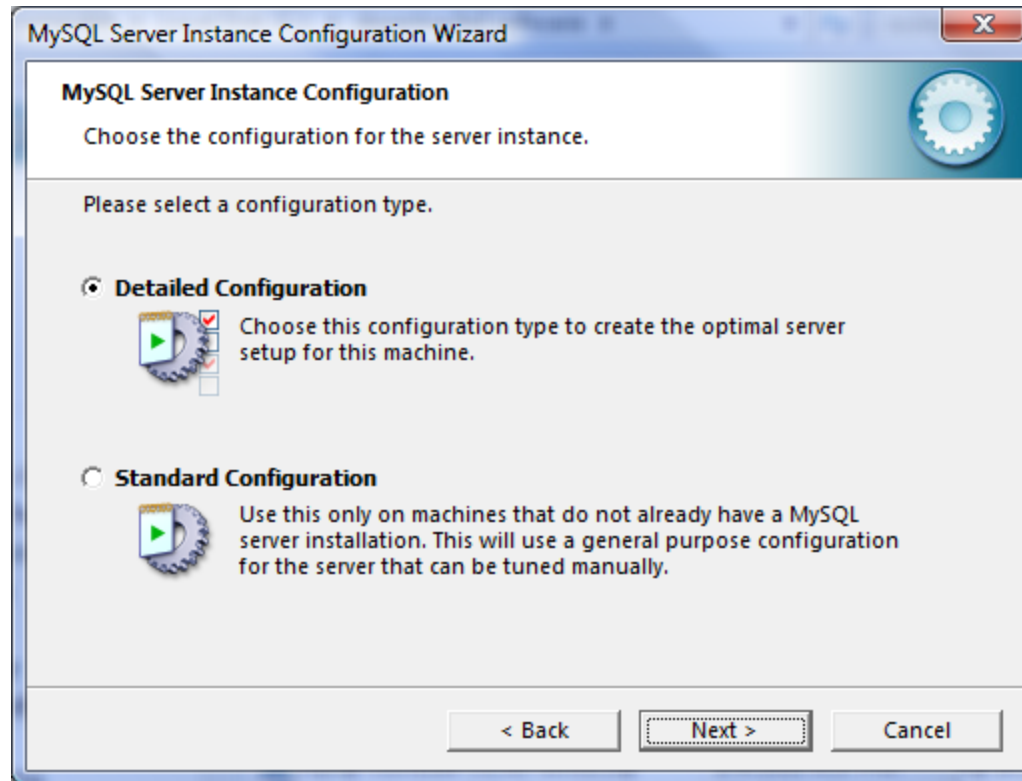 MySQL Server Instance Configuration Wizard
MySQL Server Instance Configuration
Choose the configuration for the server instance.
Please select a configuration type.
Detailed Configuration
Choose this configuration type to create the optimal server
setup for this machine.
Standard Configuration
Use this only on machines that do not already have a MySQL
server installation. This will use a general purpose configuration
for the server that can be tuned manually.
< Back
Next >
Cancel